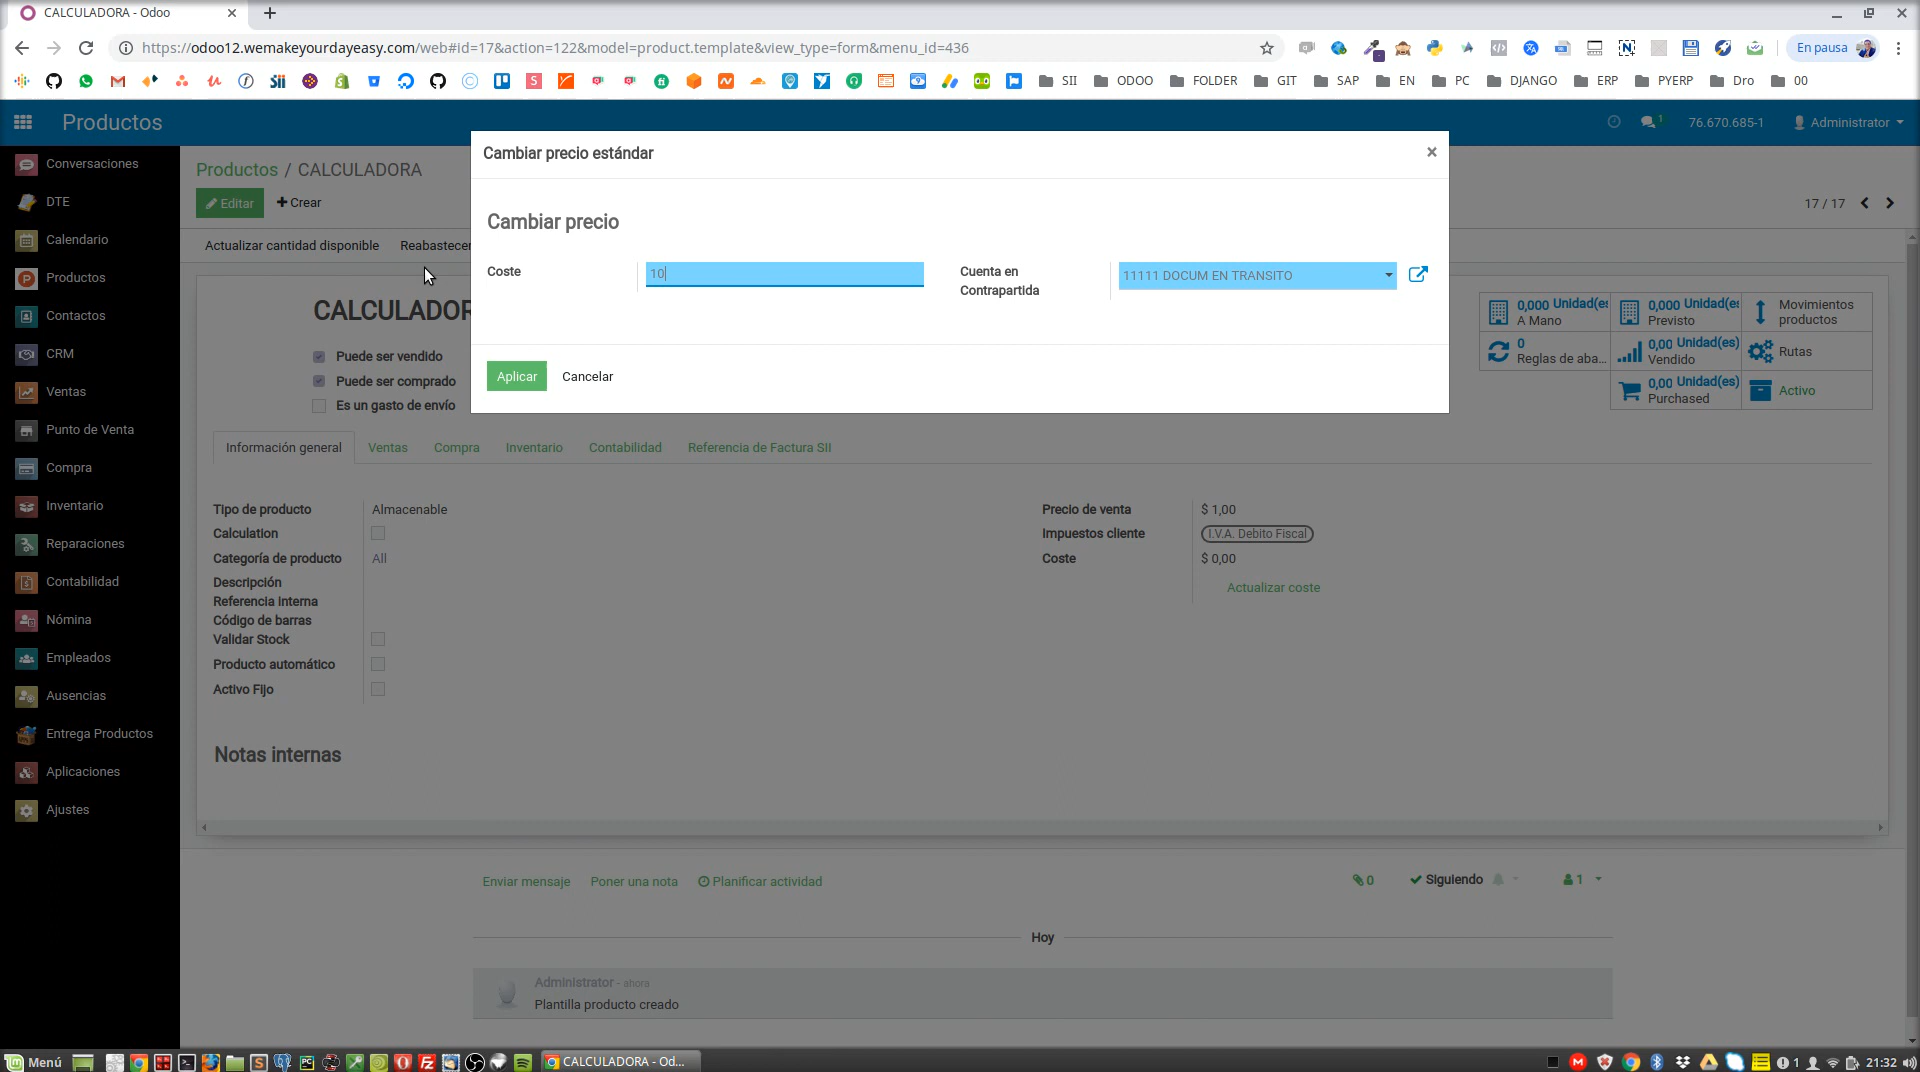 CALCULADORA - Odoo
https://odoo12.wemakeyourdayeasy.com/web#id=17&action=122&model=product.template&view_type=form&menu_id=436
En pausa
SII
ODOO
FOLDER
GIT
SAP
EN
PC
DJANGO
ERP
PYERP
Dro
00
Productos
1
76.670.685-1
Administrator
Conversaciones
DTE
Calendario
Productos
Contactos
CRM
Ventas
Punto de Venta
Compra
Inventario
Reparaciones
Contabilidad
Nómina
Empleados
Ausencias
Entrega Productos
Aplicaciones
Ajustes
Productos / CALCULADORA
Editar
Crear
17 / 17
Actualizar cantidad disponible
Reabastecer
Cambiar precio estándar
Cambiar precio
Coste
10
Cuenta en
Contrapartida
11111 DOCUM EN TRANSITO
Aplicar
Cancelar
CALCULADOR
Puede ser vendido
Puede ser comprado
Es un gasto de envío
0,000 Unidad(es
A Mano
0,000 Unidad(es
Previsto
Movimientos
productos
0
Reglas de aba...
0,00 Unidad(es)
Vendido
Rutas
0,00 Unidad(es)
Purchased
Activo
Información general
Ventas
Compra
Inventario
Contabilidad
Referencia de Factura SII
Tipo de producto
Almacenable
Calculation
Categoría de producto
All
Descripción
Referencia interna
Código de barras
Validar Stock
Producto automático
Activo Fijo
Precio de venta
$ 1,00
Impuestos cliente
I.V.A. Debito Fiscal
Coste
$ 0,00
Actualizar coste
Notas internas
Enviar mensaje
Poner una nota
Planificar actividad
0
Siguiendo
1
Hoy
Administrator - ahora
Plantilla producto creado
Menú
CALCULADORA - Od...
1
21:32